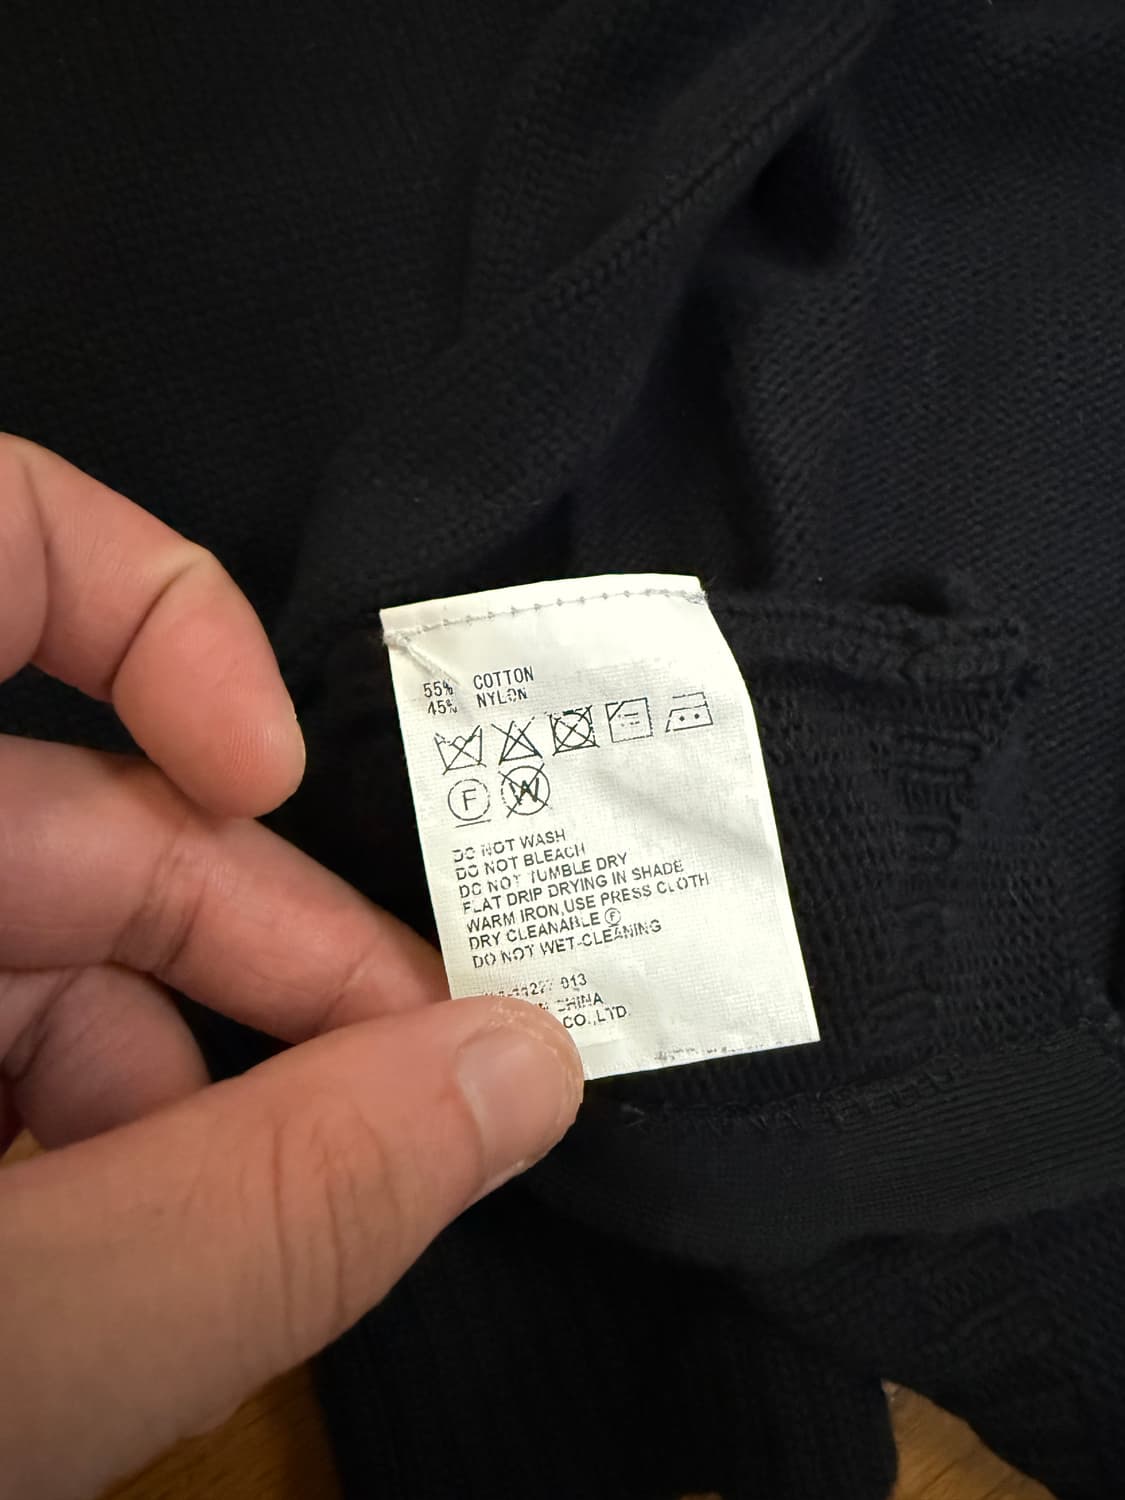 55% COTTON
45% NYLON
F
W
DO NOT WASH
DO NOT BLEACH
DO NOT TUMBLE DRY
FLAT DRIP DRYING IN SHADE
WARM IRON,USE PRESS CLOTH
DRY CLEANABLE Ⓕ
DO NOT WET-CLEANING
013
CHINA
CO.,LTD.